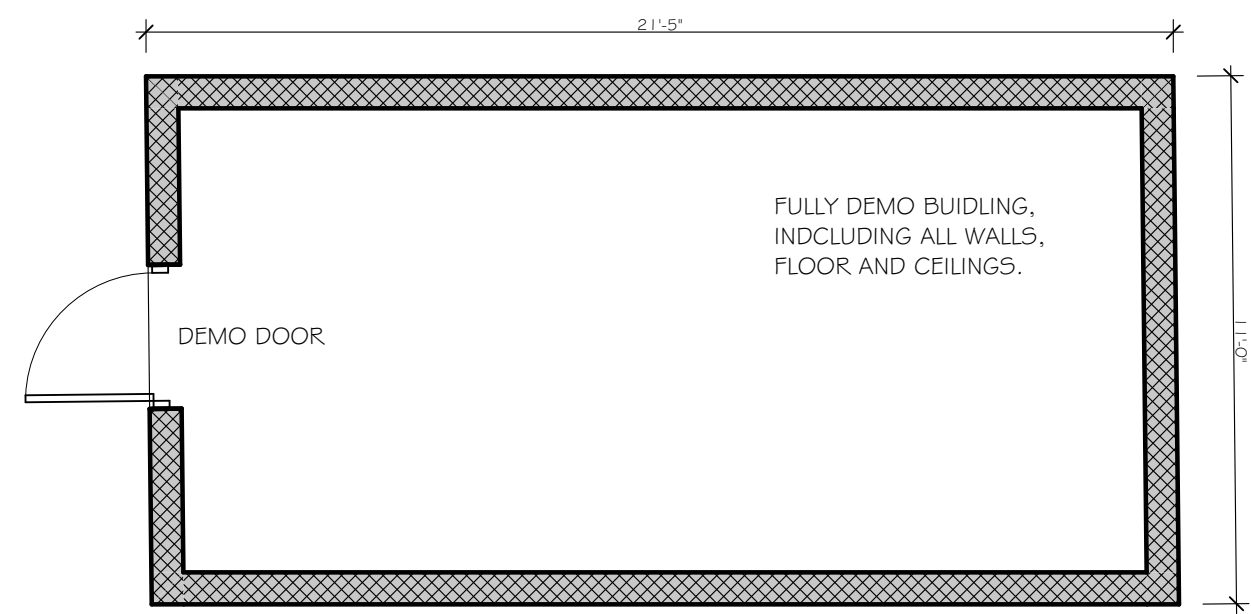 21'-5"
FULLY DEMO BUIDLING,
INDCLUDING ALL WALLS,
FLOOR AND CEILINGS.
11'-0"
DEMO DOOR